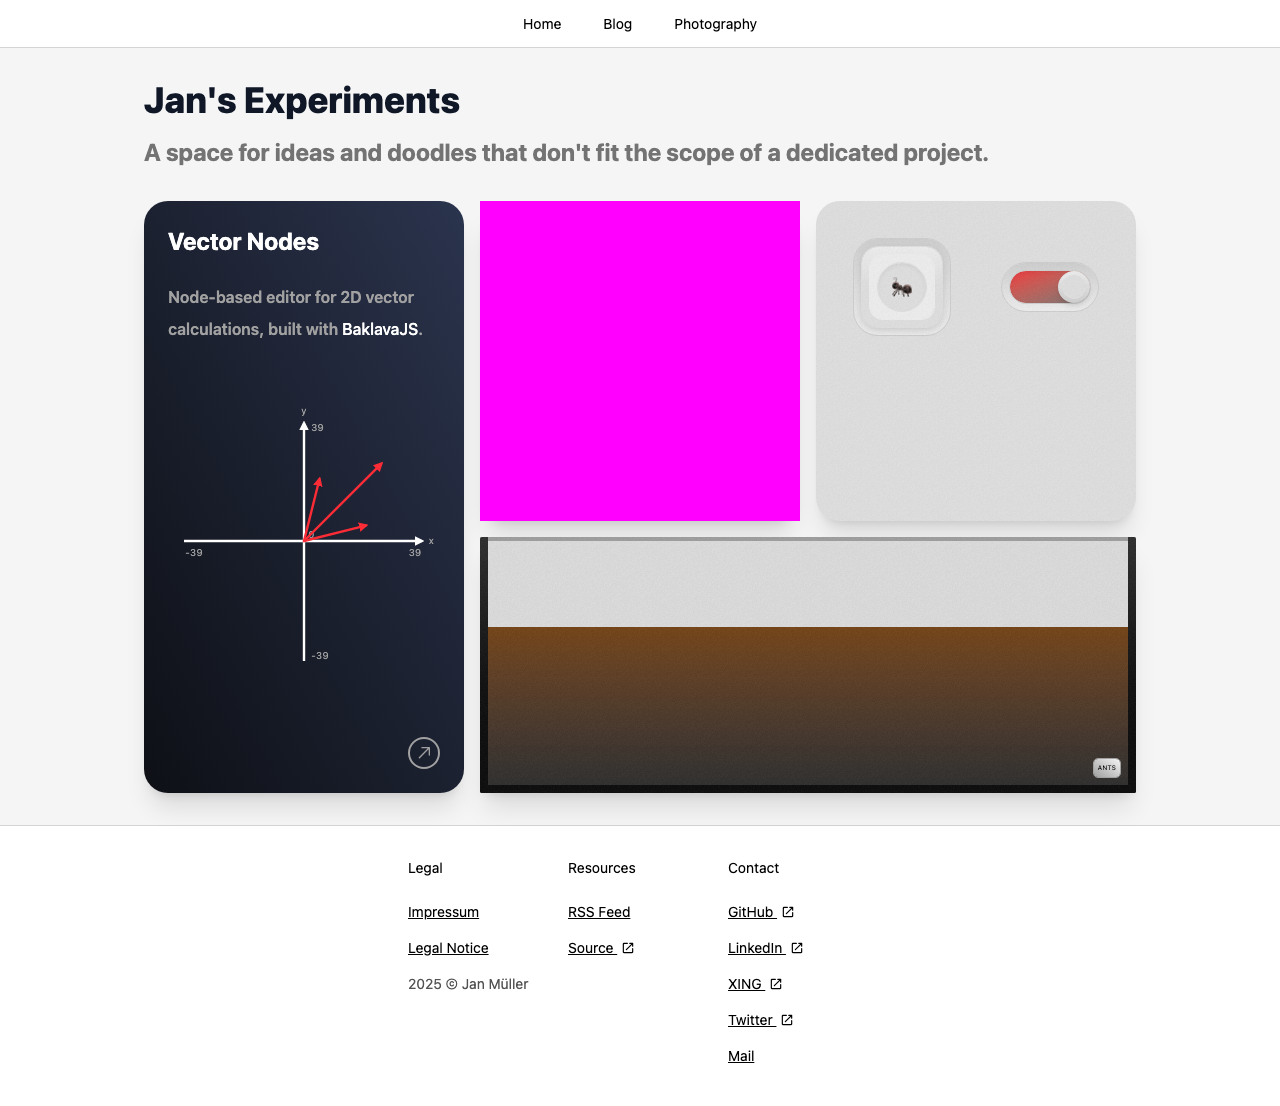 Home Blog Photography
Jan's Experiments
A space for ideas and doodles that don't fit the scope of a dedicated project.
Vector Nodes
Node-based editor for 2D vector
calculations, built with BaklavaJS.
y
39
0
x
-39
39
-39
ANTS
Legal
Impressum
Legal Notice
2025 © Jan Müller
Resources
RSS Feed
Source
Contact
GitHub
LinkedIn
XING
Twitter
Mail